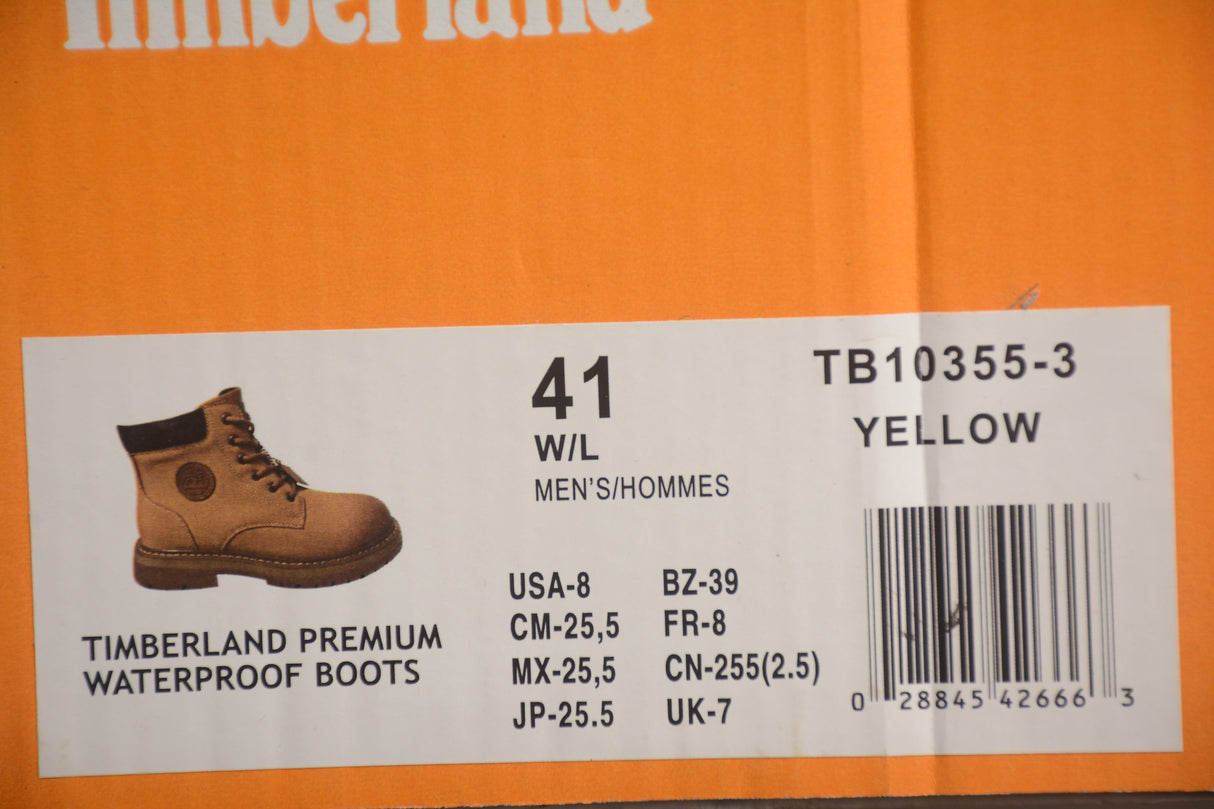 Timberland
41
W/L
MEN'S/HOMMES
TB10355-3
YELLOW
TIMBERLAND PREMIUM
WATERPROOF BOOTS
USA-8 BZ-39
CM-25,5 FR-8
MX-25,5 CN-255(2.5)
JP-25.5 UK-7
0 28845 42666 3